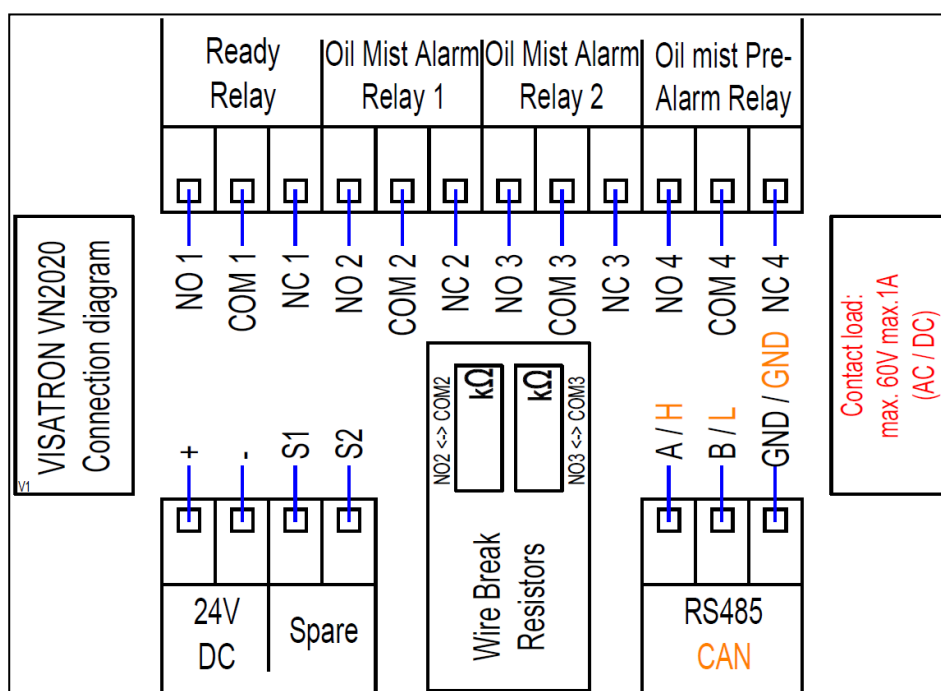 Ready
Relay
Oil Mist Alarm
Relay 1
Oil Mist Alarm
Relay 2
Oil mist Pre-
Alarm Relay
NO 1
COM 1
NC 1
NO 2
COM 2
NC 2
NO 3
COM 3
NC 3
NO 4
COM 4
NC 4
VISATRON VN2020
Connection diagram
V1
Contact load:
max. 60V max.1A
(AC / DC)
+
-
S1
S2
NO2 <-> COM2
kΩ
kΩ
NO3 <-> COM3
Wire Break
Resistors
A / H
B / L
GND / GND
24V
DC
Spare
RS485
CAN